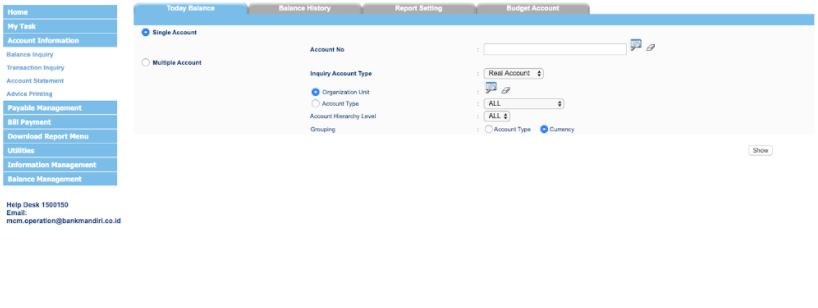 Home
My Task
Account Information
Balance Inquiry
Transaction Inquiry
Account Statement
Advice Printing
Payable Management
Bill Payment
Download Report Menu
Utilities
Information Management
Balance Management
Help Desk 1500150
Email:
mcm.operation@bankmandiri.co.id
Today Balance Balance History Report Setting Budget Account
Single Account
Account No :
Multiple Account
Inquiry Account Type : Real Account
Organization Unit :
Account Type : ALL
Account Hierarchy Level : ALL
Grouping : Account Type Currency
Show